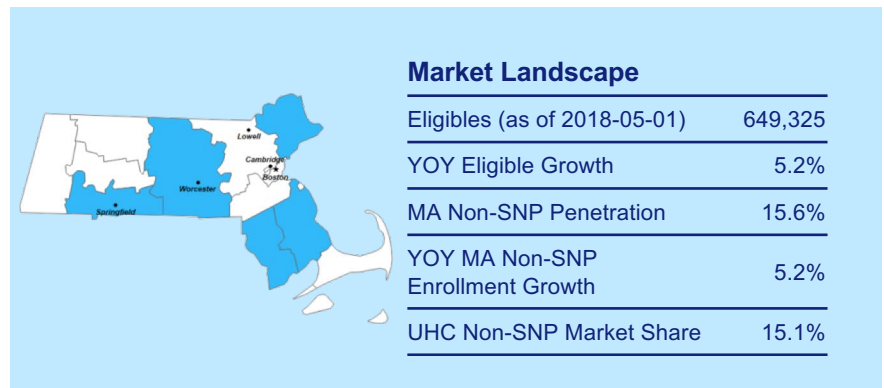 Market Landscape
Eligibles (as of 2018-05-01) 649,325
YOY Eligible Growth 5.2%
MA Non-SNP Penetration 15.6%
YOY MA Non-SNP
Enrollment Growth 5.2%
UHC Non-SNP Market Share 15.1%
Lowell
Cambridge
Boston
Worcester
Springfield